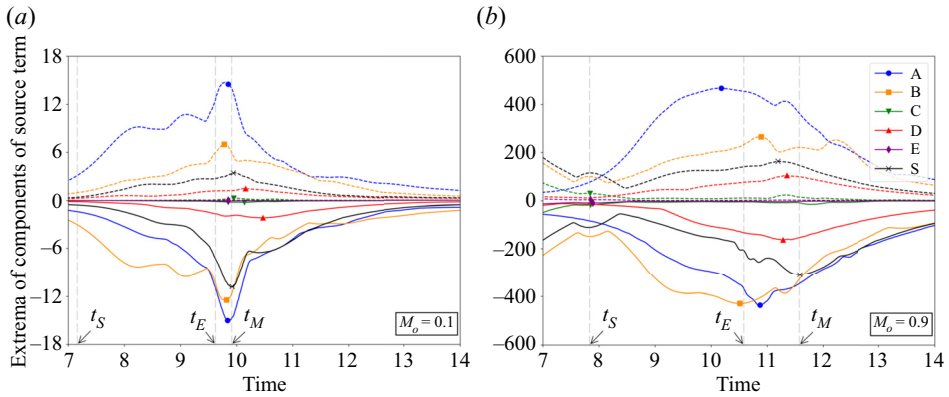 (a)
(b)
Extrema of components of source term
18
12
6
0
−6
−12
−18
t_S
t_E
t_M
M_o = 0.1
7 8 9 10 11 12 13 14
Time
600
400
200
0
−200
−400
−600
A
B
C
D
E
S
t_S
t_E
t_M
M_o = 0.9
7 8 9 10 11 12 13 14
Time